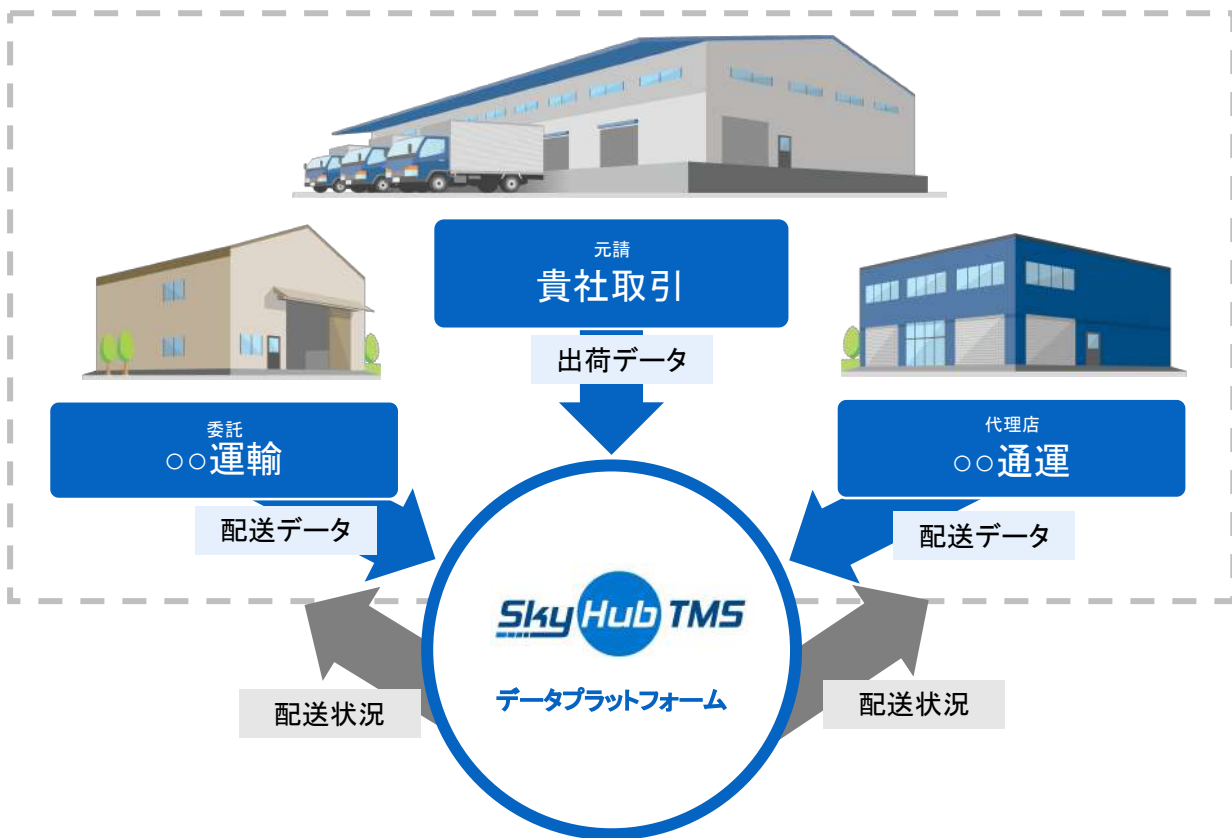 元請
貴社取引
出荷データ
委託
○○運輸
配送データ
代理店
○○通運
配送データ
Sky Hub TMS
データプラットフォーム
配送状況
配送状況